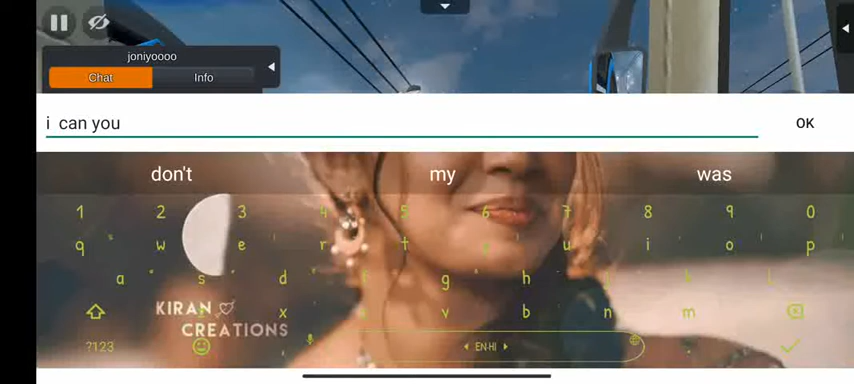 joniyoooo
Chat Info
i can you OK
don't my was
1 2 3 4 5 6 7 8 9 0
q w e r t y u i o p
a s d f g h j k l
z x c v b n m
KIRAN
CREATIONS
?123 EN·HI